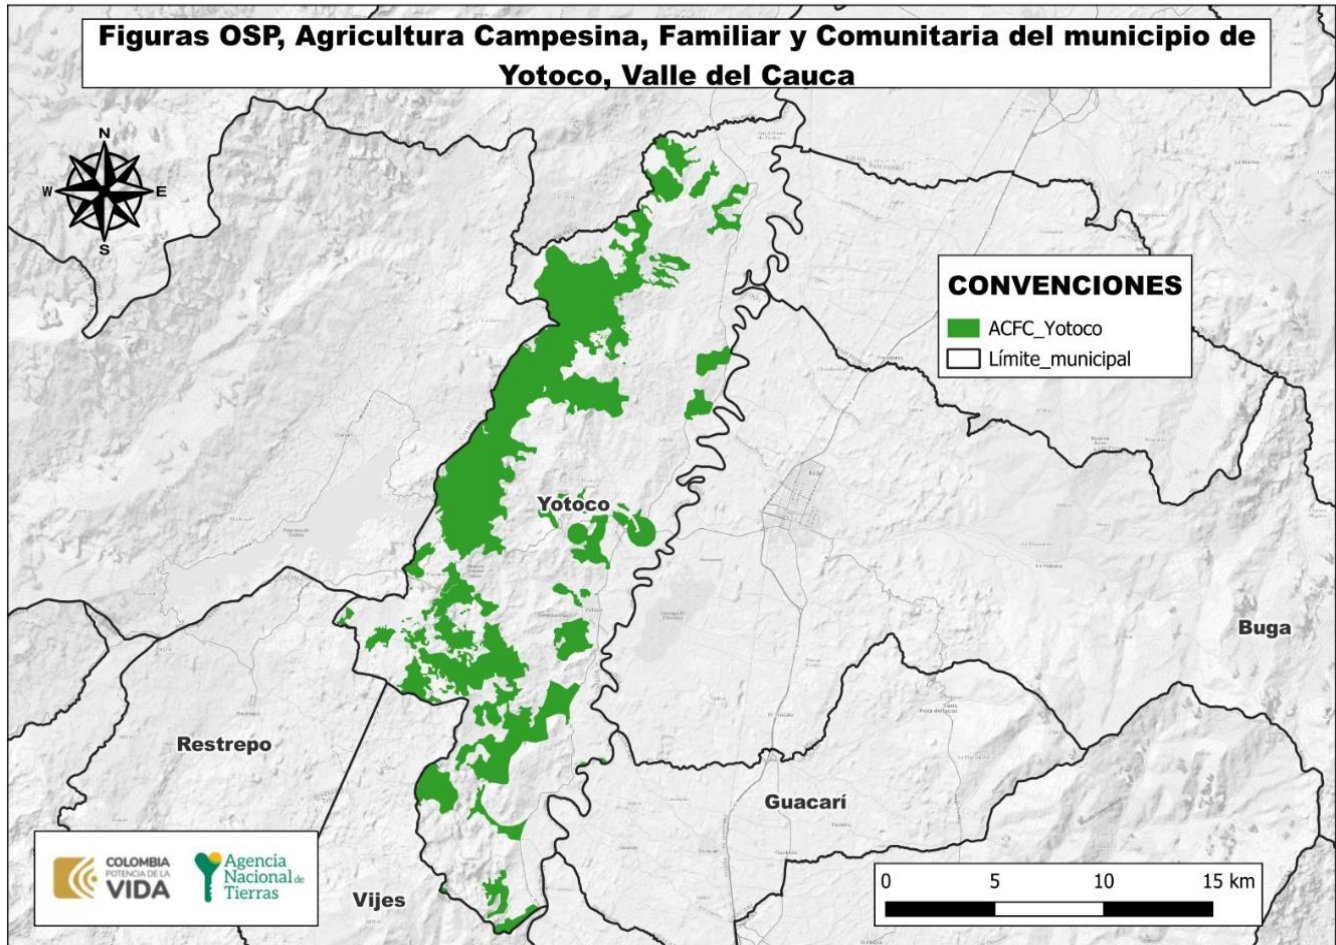 Figuras OSP, Agricultura Campesina, Familiar y Comunitaria del municipio de
Yotoco, Valle del Cauca
N
W
E
S
CONVENCIONES
ACFC_Yotoco
Límite_municipal
Yotoco
Buga
Restrepo
Guacarí
Vijes
COLOMBIA
POTENCIA DE LA
VIDA
Agencia
Nacional de
Tierras
0 5 10 15 km